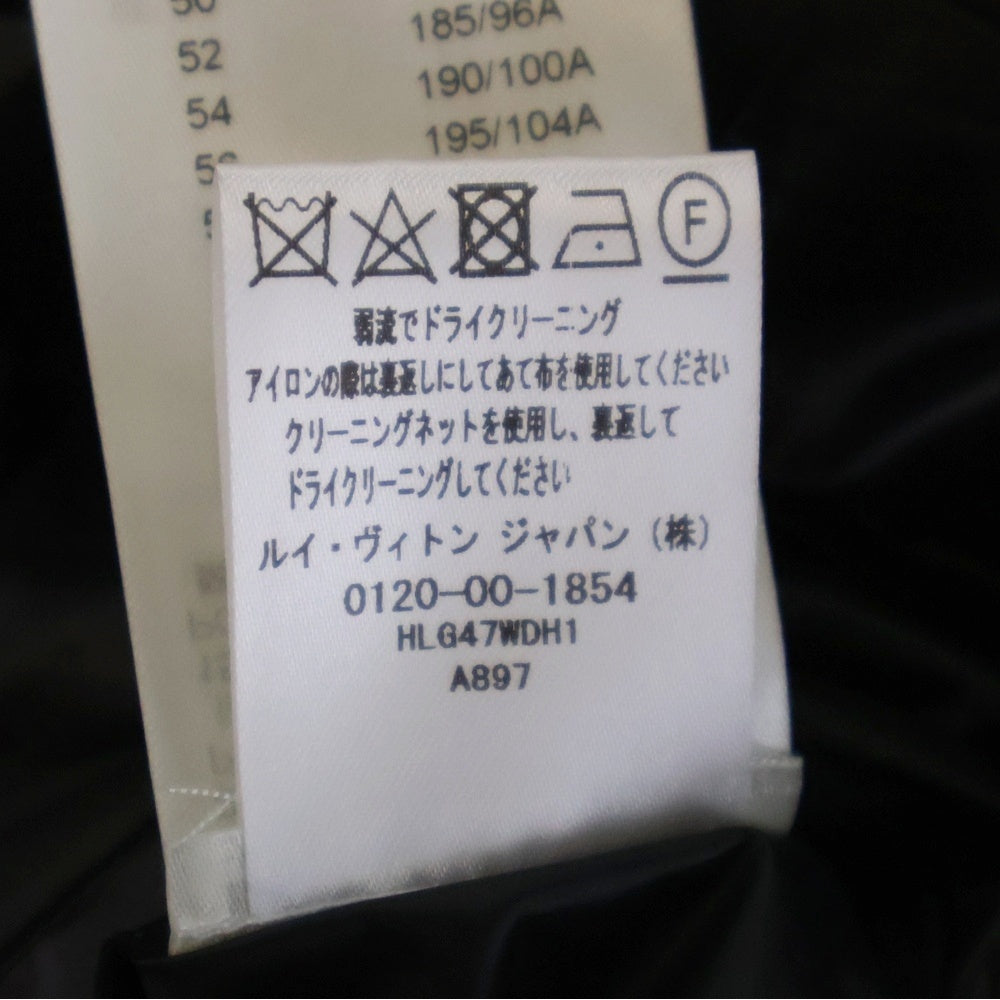 50
185/96A
52
190/100A
54
195/104A
F
弱流でドライクリーニング
アイロンの際は裏返しにしてあて布を使用してください
クリーニングネットを使用し、裏返して
ドライクリーニングしてください
ルイ・ヴィトン ジャパン (株)
0120-00-1854
HLG47WDH1
A897